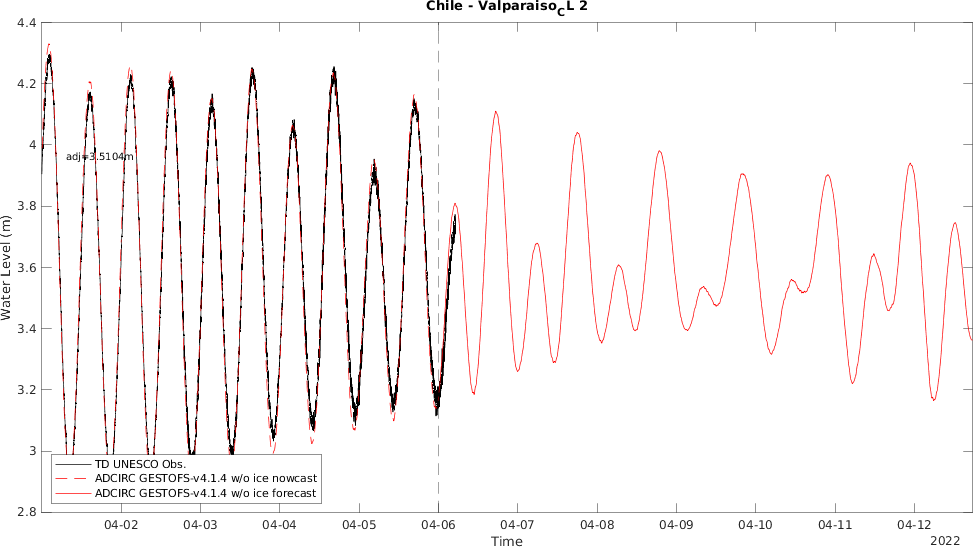 Chile - Valparaiso_CL 2
4.4
4.2
4
3.8
3.6
3.4
3.2
3
2.8
Water Level (m)
adj=3.5104m
TD UNESCO Obs.
ADCIRC GESTOFS-v4.1.4 w/o ice nowcast
ADCIRC GESTOFS-v4.1.4 w/o ice forecast
04-02 04-03 04-04 04-05 04-06 04-07 04-08 04-09 04-10 04-11 04-12
Time
2022